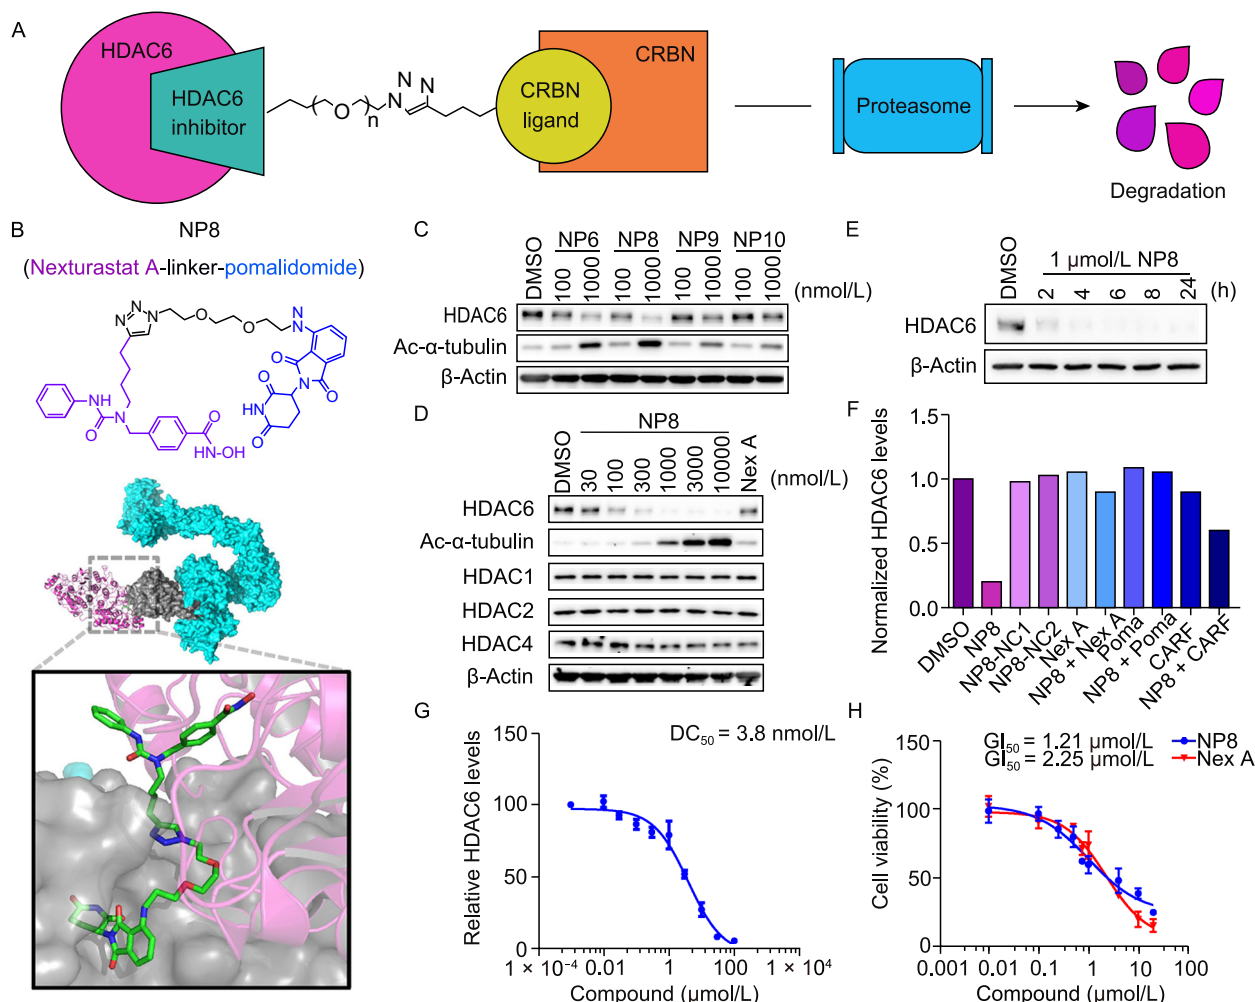 A
HDAC6
HDAC6
inhibitor
O
n
N
N
N
CRBN
ligand
CRBN
Proteasome
Degradation
B
NP8
(Nexturastat A-linker-pomalidomide)
N
N
N
O
O
N
O
N
O
O
HN
O
NH
O
N
O
HN-OH
C
DMSO
NP6
NP8
NP9
NP10
100
1000
100
1000
100
1000
100
1000
(nmol/L)
HDAC6
Ac-α-tubulin
β-Actin
D
NP8
DMSO
30
100
300
1000
3000
10000
Nex A
(nmol/L)
HDAC6
Ac-α-tubulin
HDAC1
HDAC2
HDAC4
β-Actin
E
DMSO
1 μmol/L NP8
2
4
6
8
24
(h)
HDAC6
β-Actin
F
Normalized HDAC6 levels
1.5
1.0
0.5
0.0
DMSO
NP8
NP8-NC1
NP8-NC2
Nex A
NP8 + Nex A
Poma
NP8 + Poma
CARF
NP8 + CARF
G
DC50 = 3.8 nmol/L
Relative HDAC6 levels
150
100
50
0
1 × 10⁻⁴
0.01
1
100
1 × 10⁴
Compound (μmol/L)
H
GI50 = 1.21 μmol/L
NP8
GI50 = 2.25 μmol/L
Nex A
Cell viability (%)
150
100
50
0
0.001
0.01
0.1
1
10
100
Compound (μmol/L)